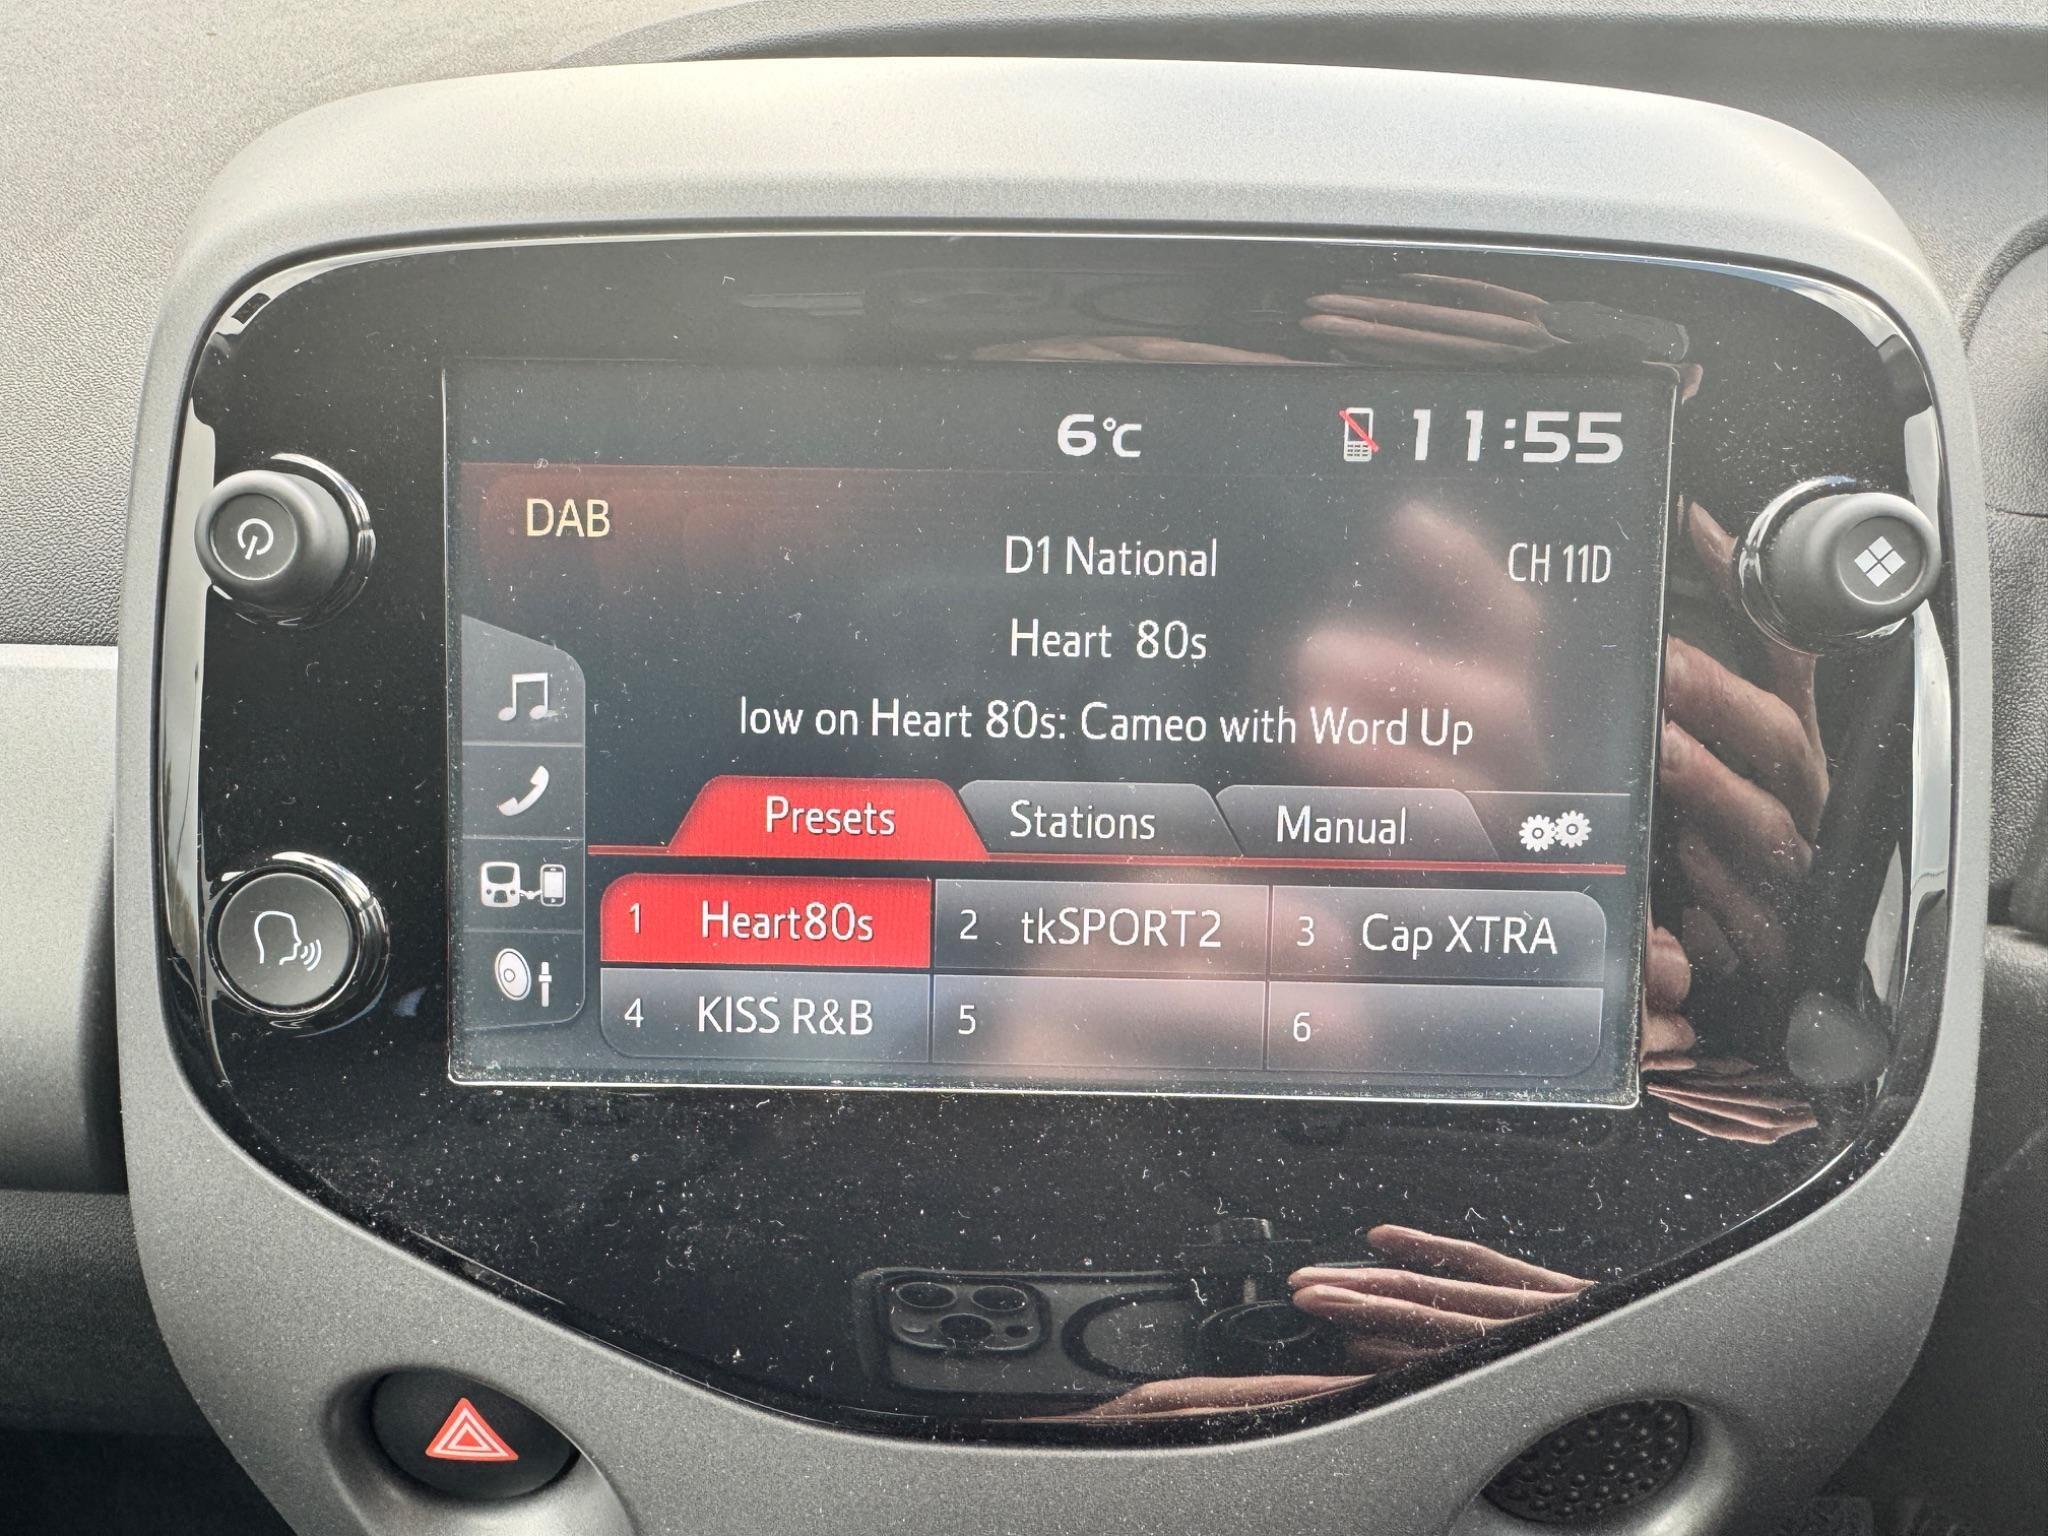 6°C 11:55
DAB
D1 National CH 11D
Heart 80s
low on Heart 80s: Cameo with Word Up
Presets Stations Manual
1 Heart80s 2 tkSPORT2 3 Cap XTRA
4 KISS R&B 5 6